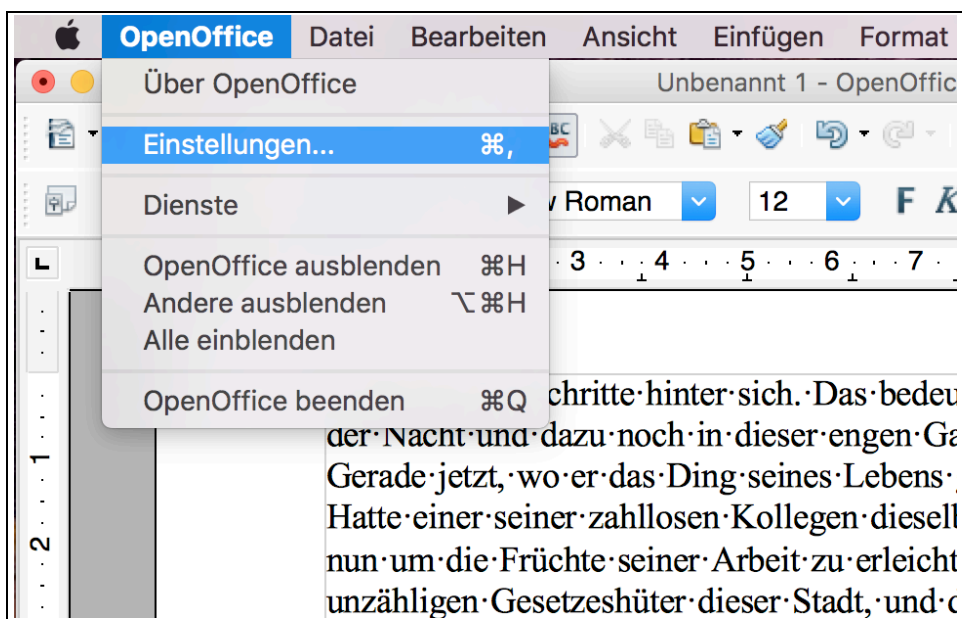 OpenOffice Datei Bearbeiten Ansicht Einfügen Format
Unbenannt 1 - OpenOffic
Über OpenOffice
Einstellungen... ⌘,
ABC
Dienste ▶
Roman 12 F K
OpenOffice ausblenden ⌘H
3 4 5 6 7
Andere ausblenden ⌥⌘H
Alle einblenden
OpenOffice beenden ⌘Q
chritte·hinter·sich.·Das·bedeu
der·Nacht·und·dazu·noch·in·dieser·engen·Ga
1
Gerade·jetzt,·wo·er·das·Ding·seines·Lebens·
Hatte·einer·seiner·zahllosen·Kollegen·diesell
2
nun·um·die·Früchte·seiner·Arbeit·zu·erleicht
unzähligen·Gesetzeshüter·dieser·Stadt,·und·d